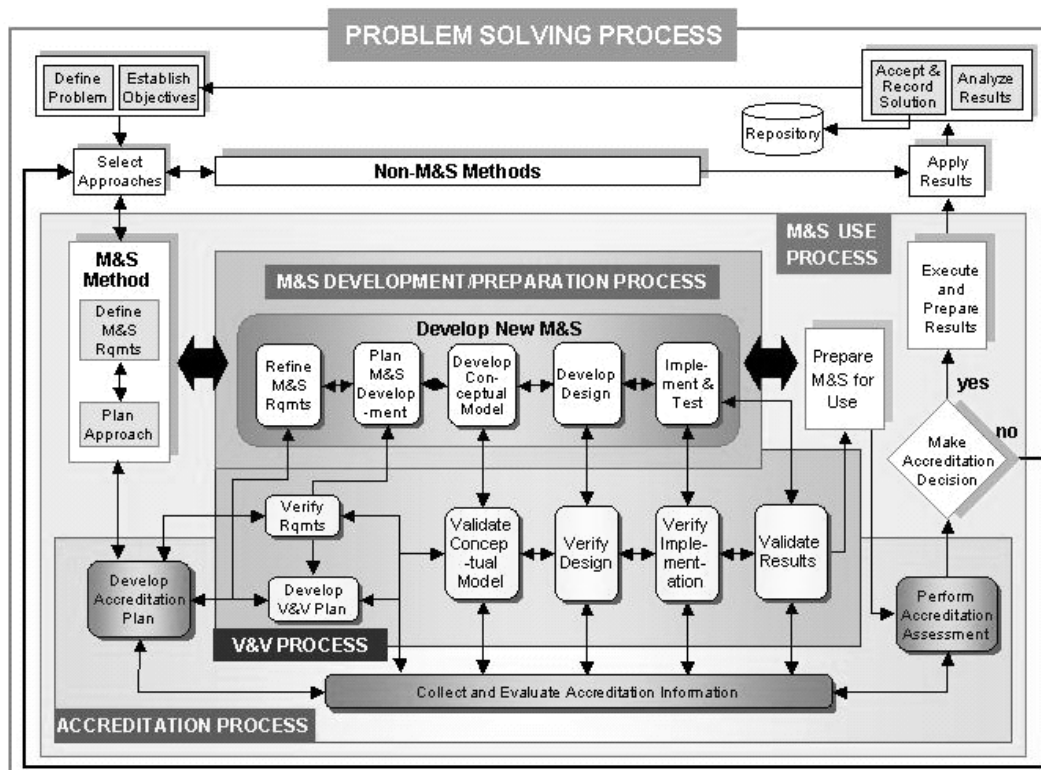 PROBLEM SOLVING PROCESS
Define
Problem
Establish
Objectives
Accept &
Record
Solution
Analyze
Results
Repository
Select
Approaches
Non-M&S Methods
Apply
Results
M&S USE
PROCESS
M&S
Method
Define
M&S
Rqmts
Plan
Approach
M&S DEVELOPMENT/PREPARATION PROCESS
Develop New M&S
Refine
M&S
Rqmts
Plan
M&S
Develop
-ment
Develop
Con-
ceptual
Model
Develop
Design
Imple-
ment &
Test
Prepare
M&S for
Use
Execute
and
Prepare
Results
yes
no
Make
Accreditation
Decision
Verify
Rqmts
Develop
V&V Plan
Validate
Concep
-tual
Model
Verify
Design
Verify
Imple-
ment-
ation
Validate
Results
V&V PROCESS
Develop
Accreditation
Plan
Perform
Accreditation
Assessment
Collect and Evaluate Accreditation Information
ACCREDITATION PROCESS